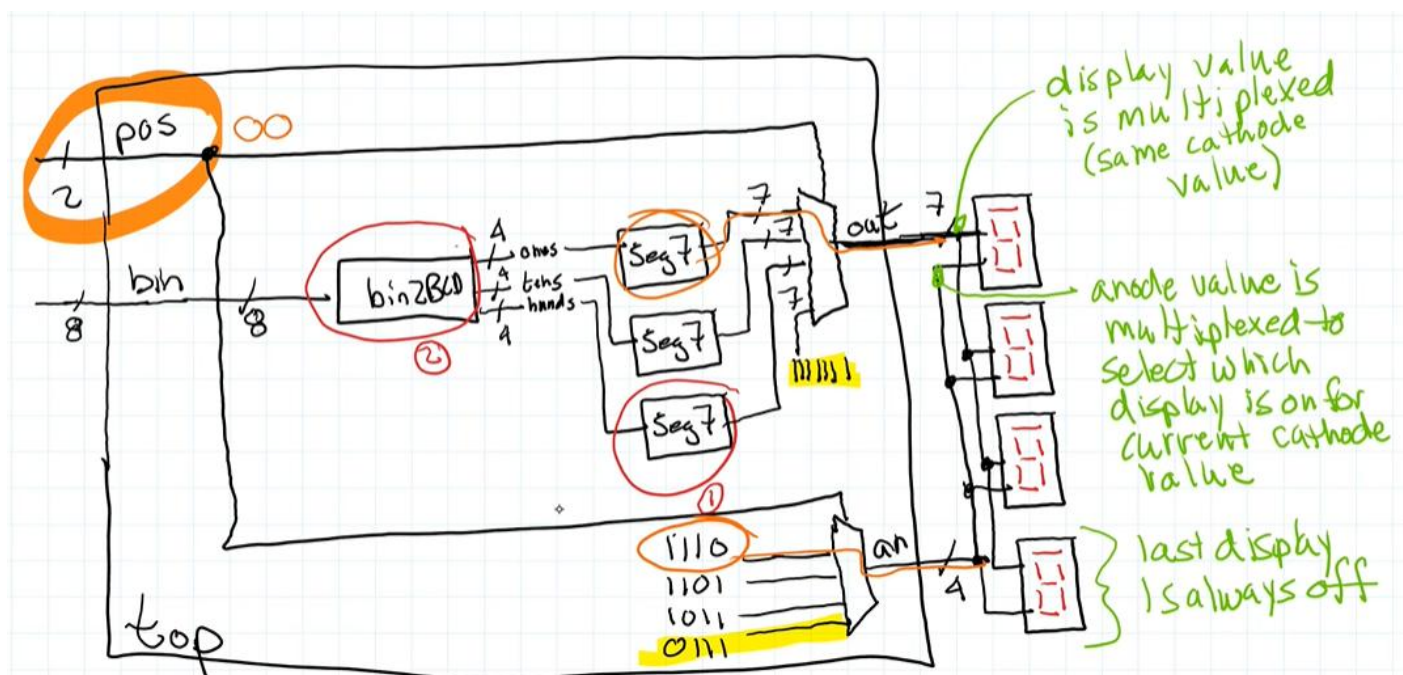 pos
00
2
bin
8
8
bin2BCD
2
4
ones
4
tens
hunds
4
Seg7
Seg7
Seg7
1
7
7
7
1111111
out
7
display value
is multiplexed
(same cathode
value)
anode value is
multiplexed to
select which
display is on for
current cathode
value
1110
1101
1011
0111
an
4
last display
is always off
top